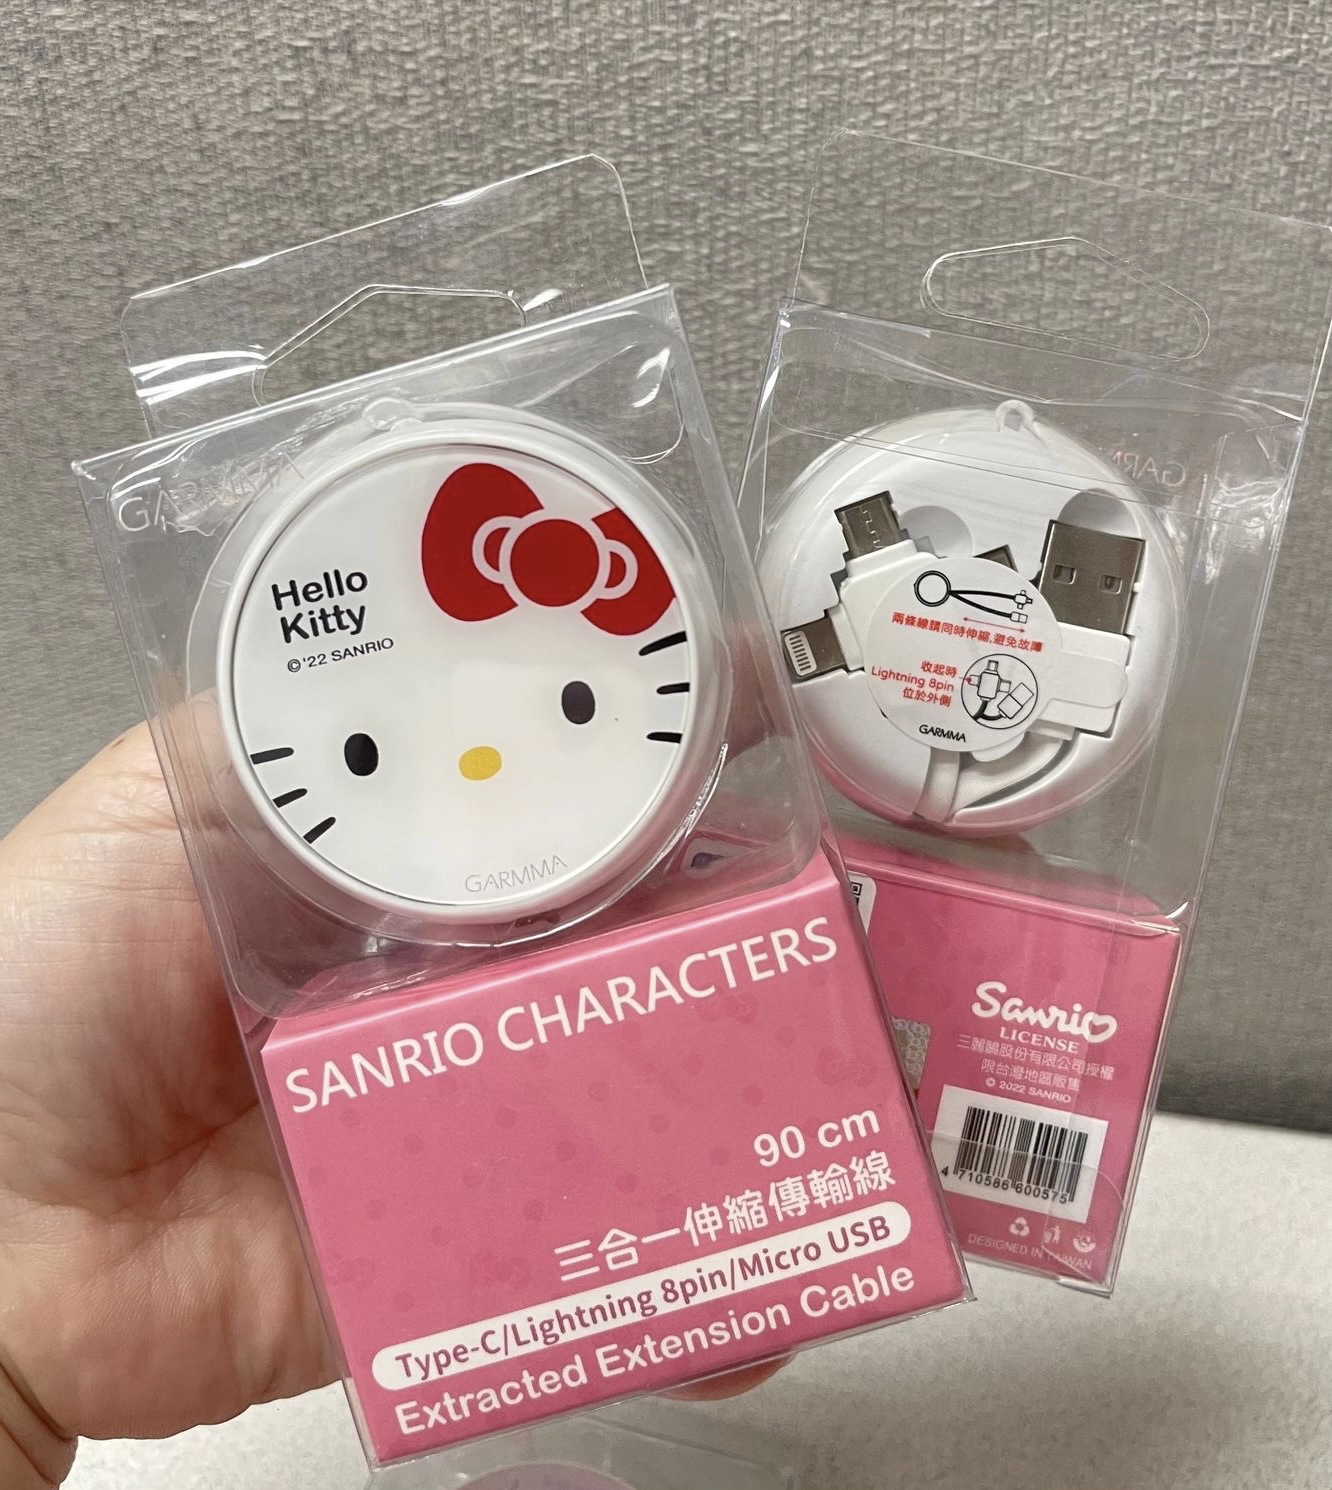 GARMMA
Hello
Kitty
©'22 SANRIO
GARMMA
SANRIO CHARACTERS
90 cm
三合一伸縮傳輸線
Type-C/Lightning 8pin/Micro USB
Extracted Extension Cable
兩條線請同時伸縮,避免故障
收起時
Lightning 8pin
位於外側
GARMMA
Sanrio
LICENSE
三麗鷗股份有限公司授權
限台灣地區販售
© 2022 SANRIO
4 710586 600575
DESIGNED IN TAIWAN